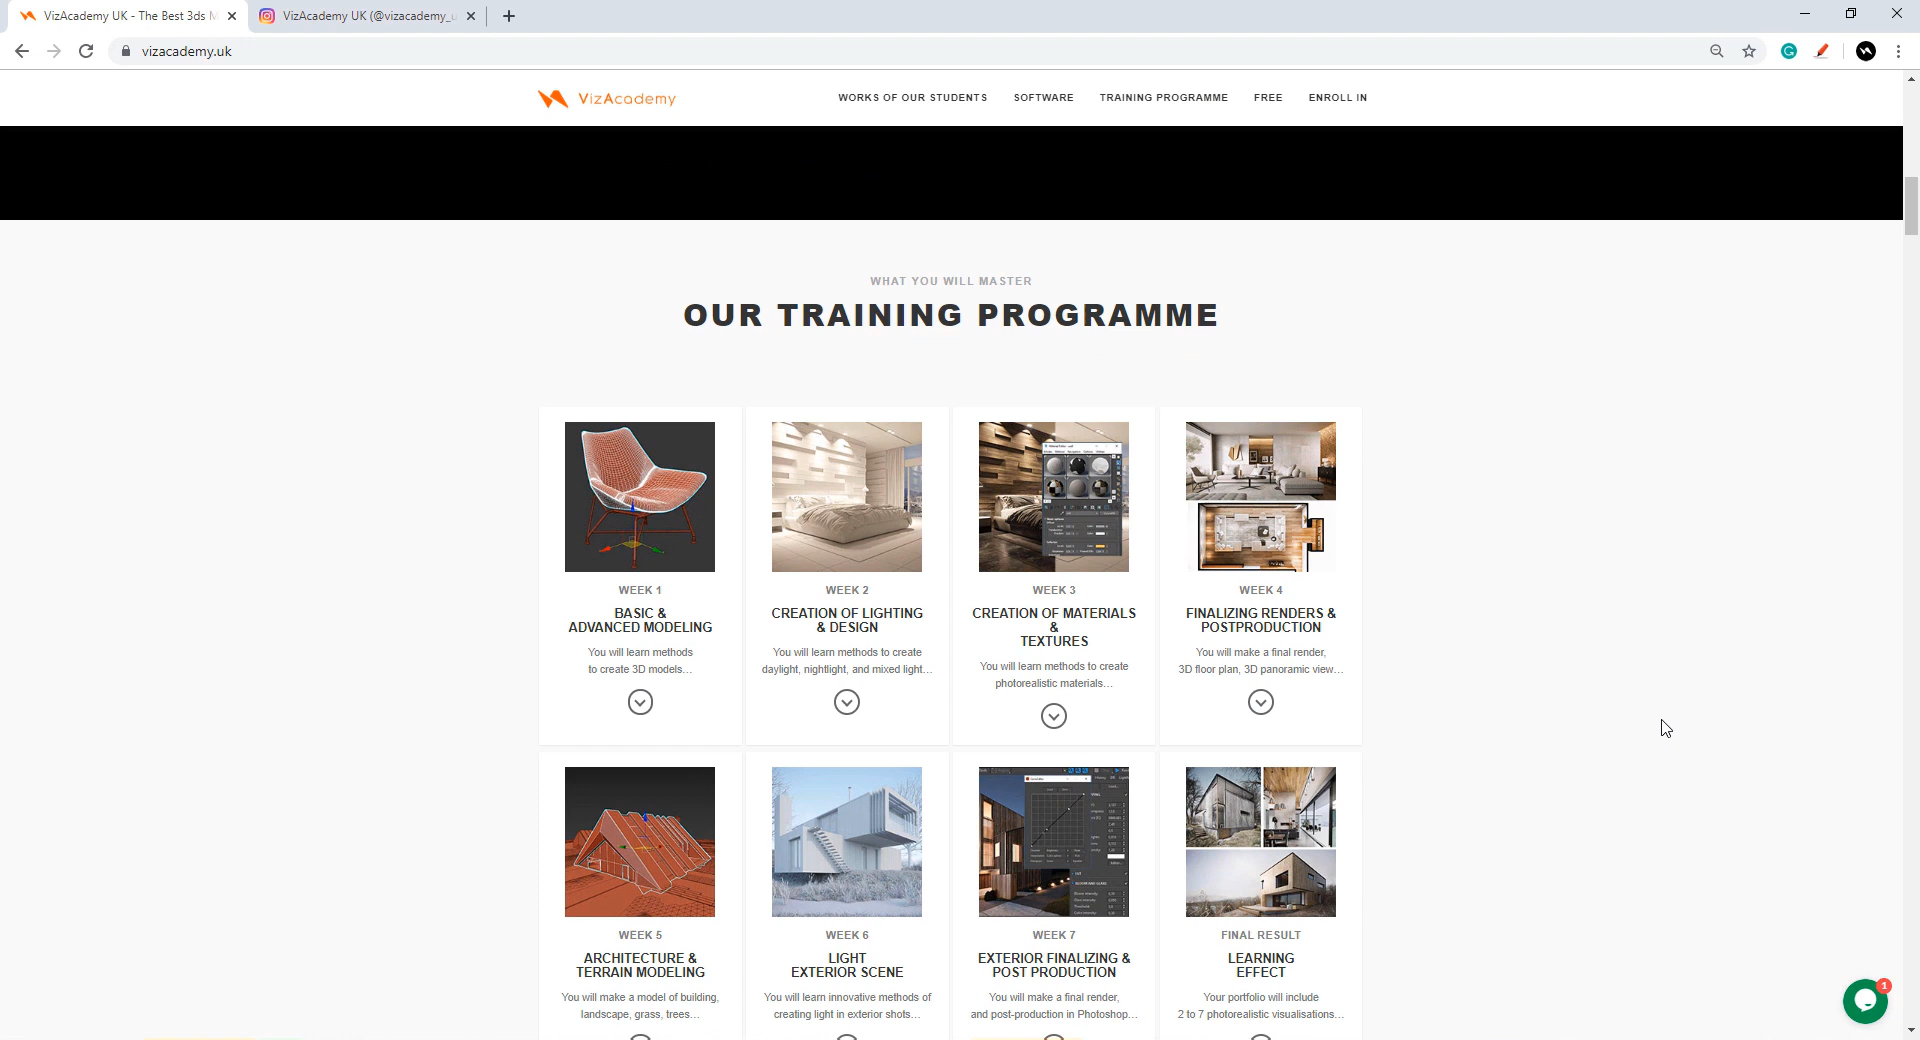 VizAcademy UK - The Best 3ds M
VizAcademy UK (@vizacademy_u
vizacademy.uk
VizAcademy
WORKS OF OUR STUDENTS
SOFTWARE
TRAINING PROGRAMME
FREE
ENROLL IN
WHAT YOU WILL MASTER
OUR TRAINING PROGRAMME
WEEK 1
BASIC &
ADVANCED MODELING
You will learn methods
to create 3D models...
WEEK 2
CREATION OF LIGHTING
& DESIGN
You will learn methods to create
daylight, nightlight, and mixed light...
WEEK 3
CREATION OF MATERIALS
&
TEXTURES
You will learn methods to create
photorealistic materials...
WEEK 4
FINALIZING RENDERS &
POSTPRODUCTION
You will make a final render,
3D floor plan, 3D panoramic view...
WEEK 5
ARCHITECTURE &
TERRAIN MODELING
You will make a model of building,
landscape, grass, trees...
WEEK 6
LIGHT
EXTERIOR SCENE
You will learn innovative methods of
creating light in exterior shots...
WEEK 7
EXTERIOR FINALIZING &
POST PRODUCTION
You will make a final render,
and post-production in Photoshop...
FINAL RESULT
LEARNING
EFFECT
Your portfolio will include
2 to 7 photorealistic visualisations...
1